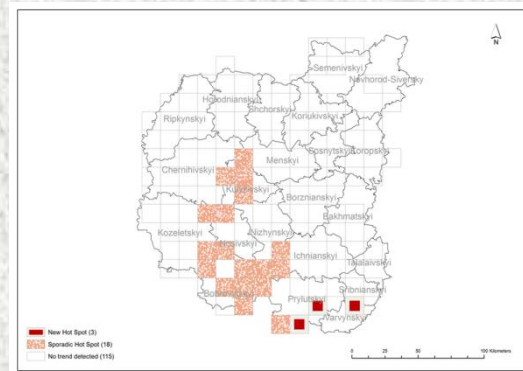 N
Semenivskyi
Novhorod-Siversky
Horodnianskyi
Shchorskyi
Koriukivskyi
Ripkynskyi
Sosnytskyi
Koropskyi
Menskyi
Chernihivskyi
Kulykivskyi
Borznianskyi
Bakhmatskyi
Kozeletskyi
Nizhynskyi
Nosivskyi
Ichnianskyi
Talalaivskyi
Sribnianskyi
Bobrovytskyi
Prylutskyi
Varvynskyi
New Hot Spot (3)
Sporadic Hot Spot (18)
No trend detected (115)
0 25 50 100 Kilometers